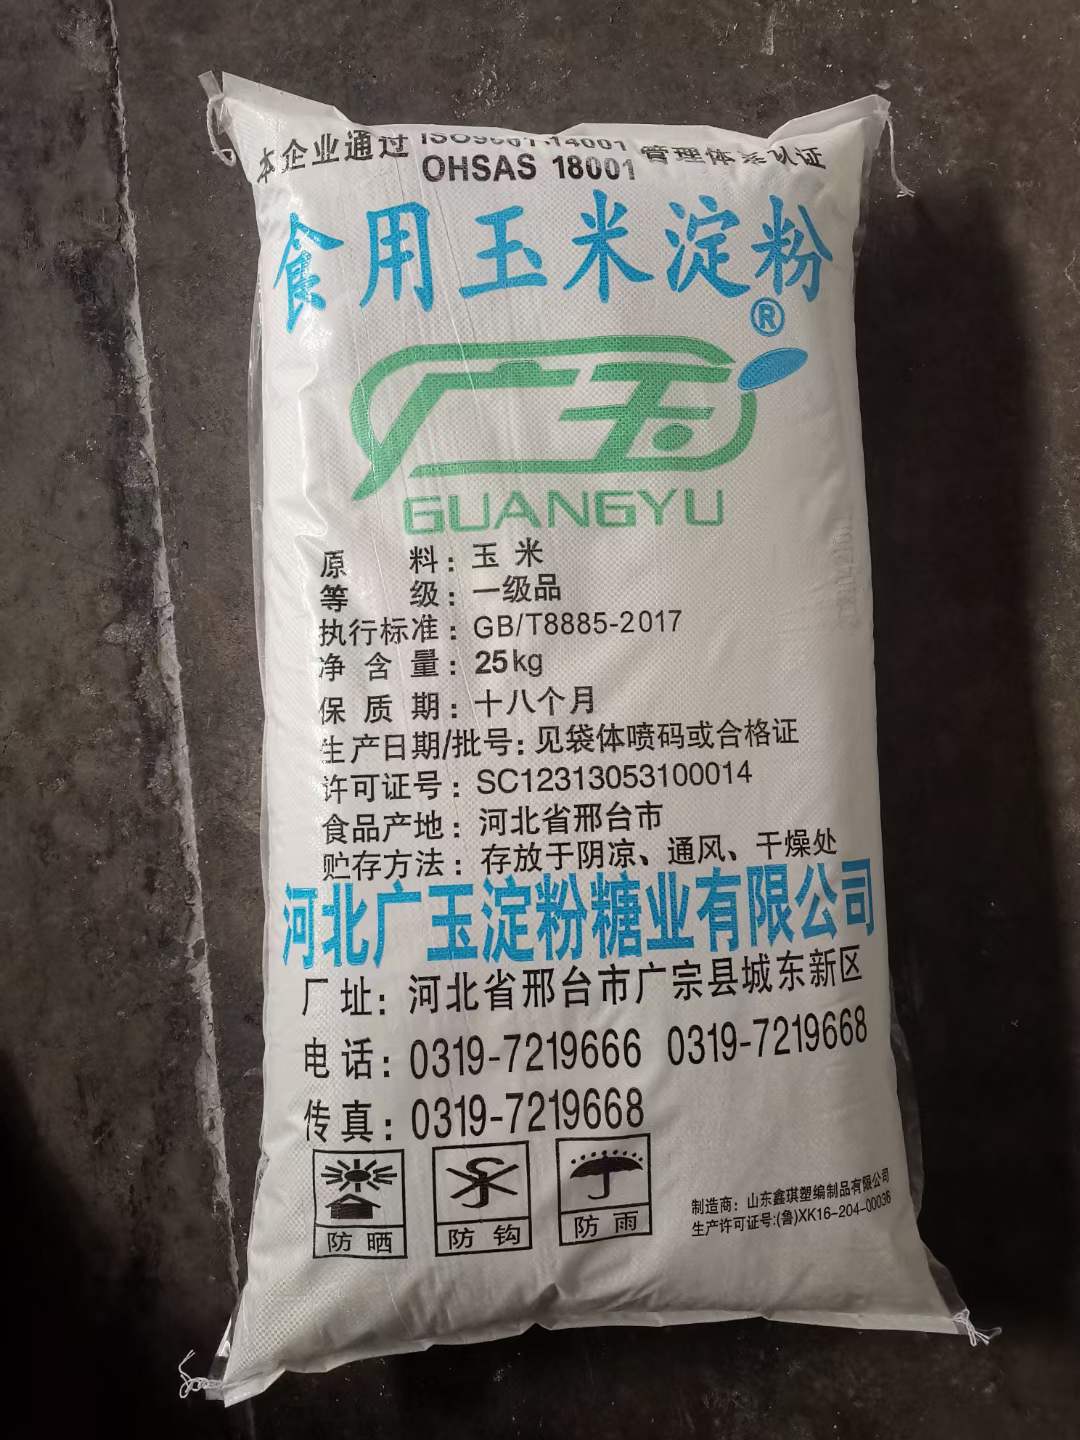 本企业通过 ISO9001.14001 管理体系认证
OHSAS 18001
食用玉米淀粉
®
广玉
GUANGYU
原料：玉米
等级：一级品
执行标准：GB/T8885-2017
净含量：25kg
保质期：十八个月
生产日期/批号：见袋体喷码或合格证
许可证号：SC12313053100014
食品产地：河北省邢台市
贮存方法：存放于阴凉、通风、干燥处
河北广玉淀粉糖业有限公司
厂址：河北省邢台市广宗县城东新区
电话：0319-7219666 0319-7219668
传真：0319-7219668
防晒 防钩 防雨
制造商：山东鑫琪塑编制品有限公司
生产许可证号:(鲁)XK16-204-00036